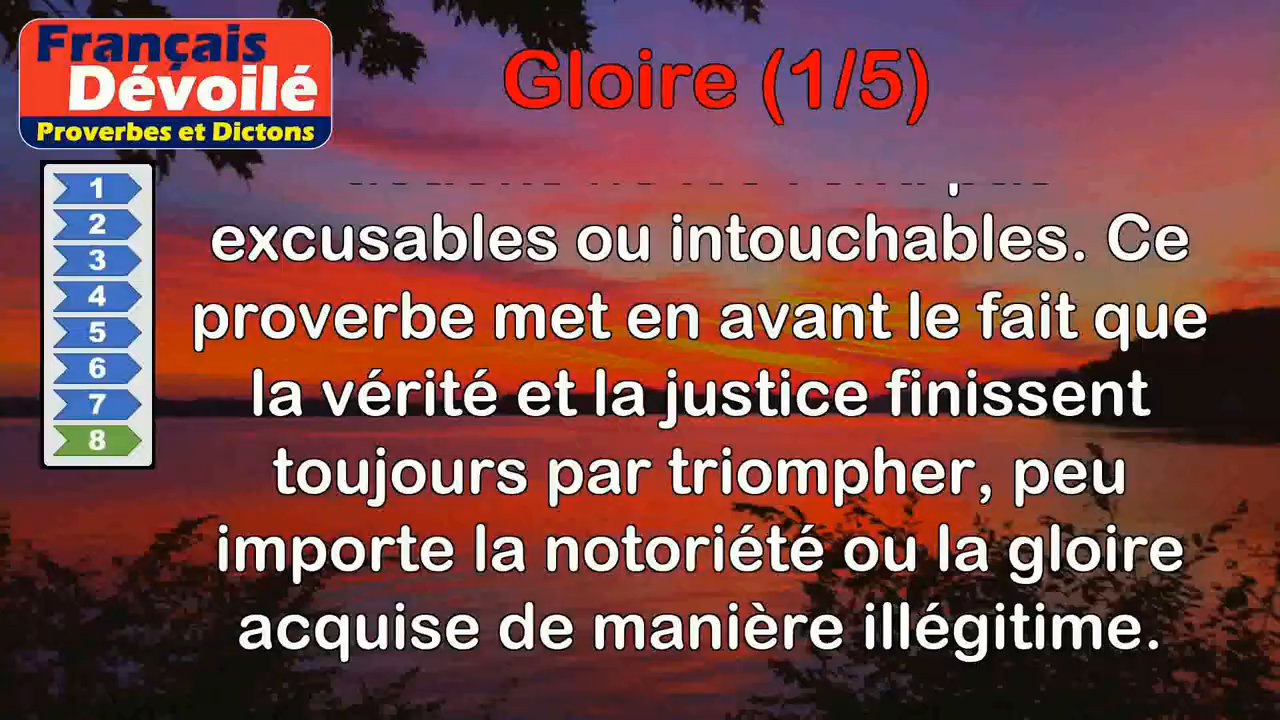 Français
Dévoilé
Proverbes et Dictons
Gloire (1/5)
1
2
3
4
5
6
7
8
excusables ou intouchables. Ce
proverbe met en avant le fait que
la vérité et la justice finissent
toujours par triompher, peu
importe la notoriété ou la gloire
acquise de manière illégitime.